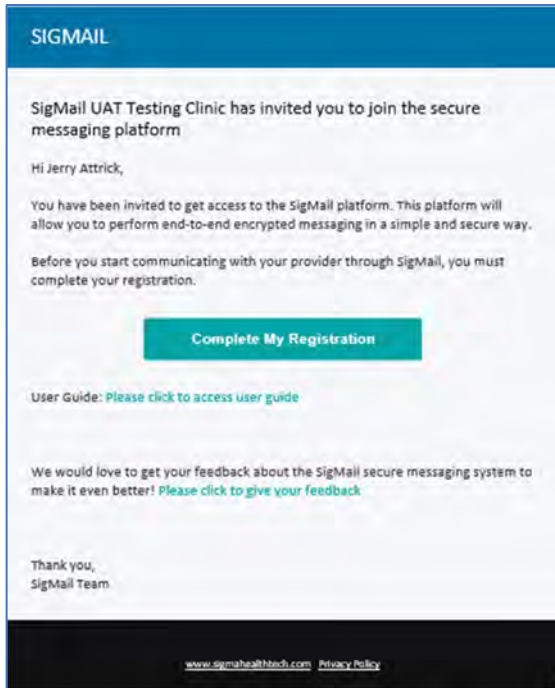 SIGMAIL
SigMail UAT Testing Clinic has invited you to join the secure
messaging platform
Hi Jerry Attrick,
You have been invited to get access to the SigMail platform. This platform will
allow you to perform end-to-end encrypted messaging in a simple and secure way.
Before you start communicating with your provider through SigMail, you must
complete your registration.
Complete My Registration
User Guide: Please click to access user guide
We would love to get your feedback about the SigMail secure messaging system to
make it even better! Please click to give your feedback
Thank you,
SigMail Team
www.sigmahealthtech.com Privacy Policy